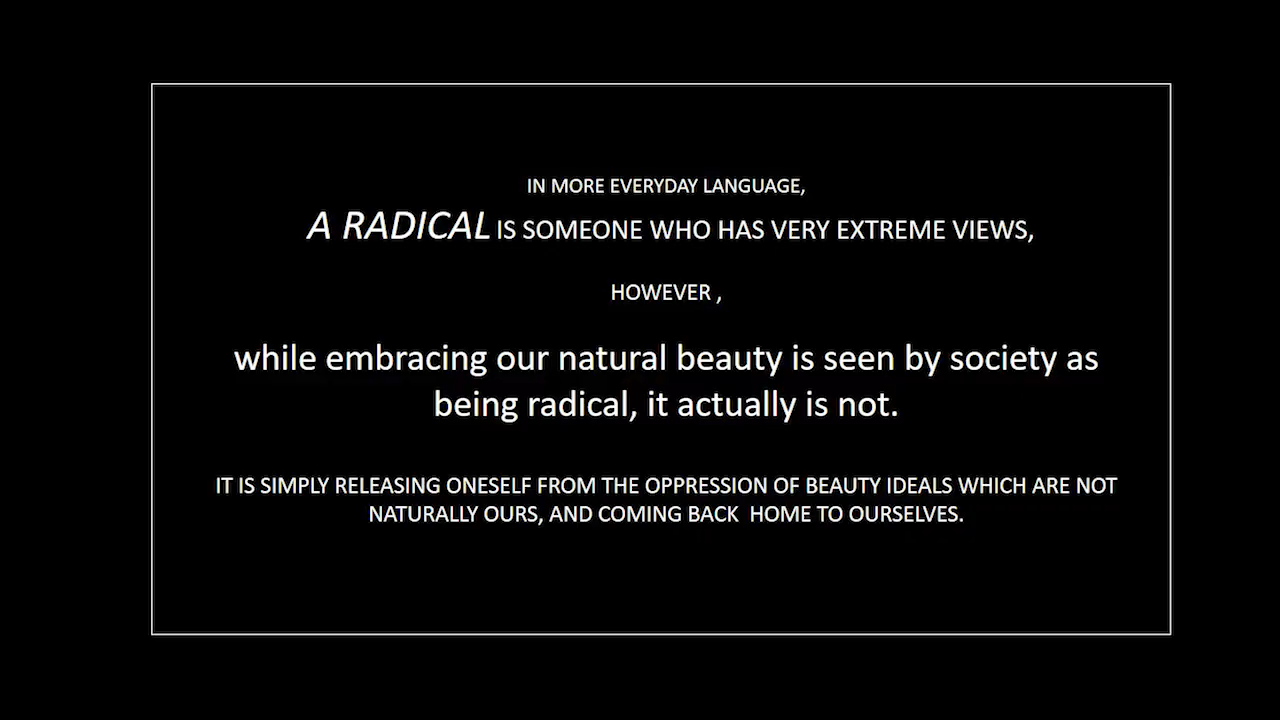 IN MORE EVERYDAY LANGUAGE,
A RADICAL IS SOMEONE WHO HAS VERY EXTREME VIEWS,
HOWEVER ,
while embracing our natural beauty is seen by society as
being radical, it actually is not.
IT IS SIMPLY RELEASING ONESELF FROM THE OPPRESSION OF BEAUTY IDEALS WHICH ARE NOT
NATURALLY OURS, AND COMING BACK  HOME TO OURSELVES.